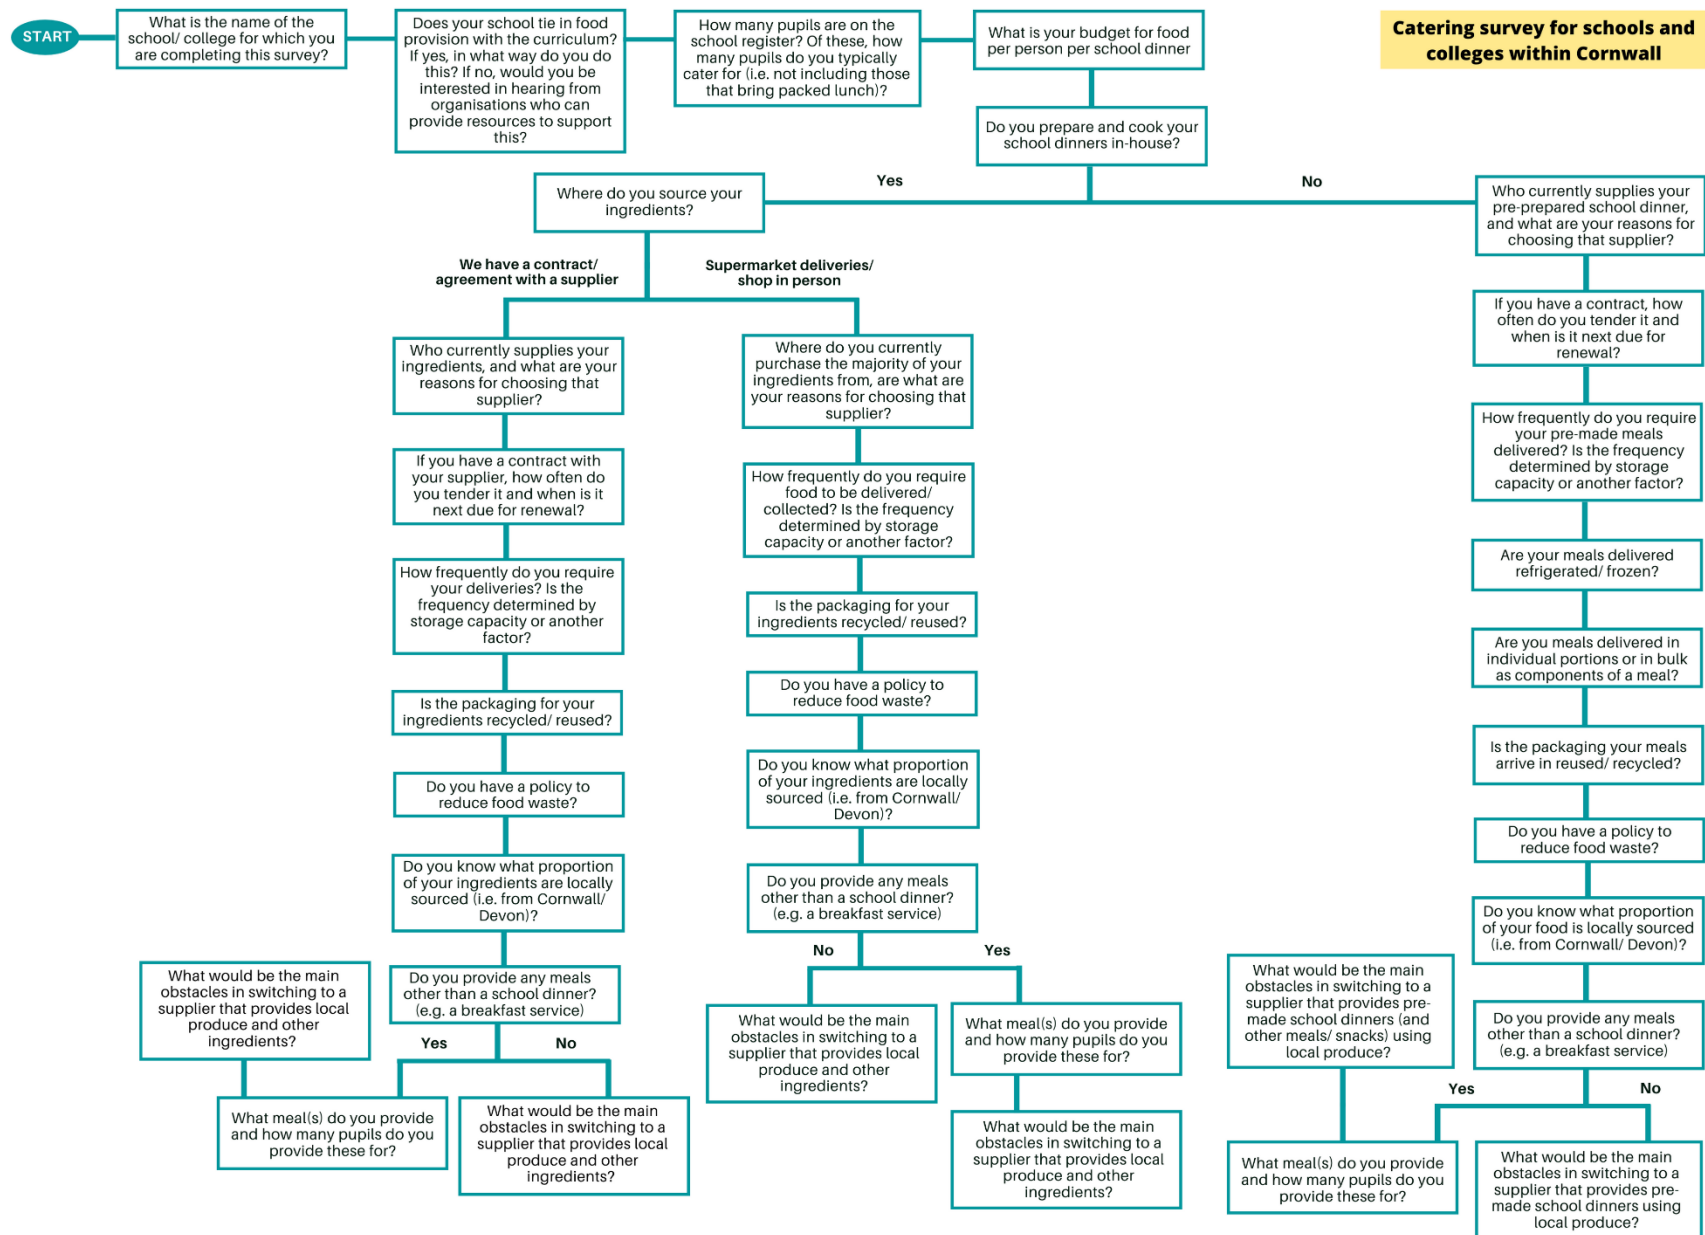 START
What is the name of the
school/ college for which you
are completing this survey?
Does your school tie in food
provision with the curriculum?
If yes, in what way do you do
this? If no, would you be
interested in hearing from
organisations who can
provide resources to support
this?
How many pupils are on the
school register? Of these, how
many pupils do you typically
cater for (i.e. not including those
that bring packed lunch)?
What is your budget for food
per person per school dinner
Catering survey for schools and
colleges within Cornwall
Do you prepare and cook your
school dinners in-house?
Yes
No
Where do you source your
ingredients?
We have a contract/
agreement with a supplier
Supermarket deliveries/
shop in person
Who currently supplies your
ingredients, and what are your
reasons for choosing that
supplier?
If you have a contract with
your supplier, how often do
you tender it and when is it
next due for renewal?
How frequently do you require
your deliveries? Is the
frequency determined by
storage capacity or another
factor?
Is the packaging for your
ingredients recycled/ reused?
Do you have a policy to
reduce food waste?
Do you know what proportion
of your ingredients are locally
sourced (i.e. from Cornwall/
Devon)?
Do you provide any meals
other than a school dinner?
(e.g. a breakfast service)
Yes
No
What meal(s) do you provide
and how many pupils do you
provide these for?
What would be the main
obstacles in switching to a
supplier that provides local
produce and other
ingredients?
What would be the main
obstacles in switching to a
supplier that provides local
produce and other
ingredients?
Where do you currently
purchase the majority of your
ingredients from, are what are
your reasons for choosing that
supplier?
How frequently do you require
food to be delivered/
collected? Is the frequency
determined by storage
capacity or another factor?
Is the packaging for your
ingredients recycled/ reused?
Do you have a policy to
reduce food waste?
Do you know what proportion
of your ingredients are locally
sourced (i.e. from Cornwall/
Devon)?
Do you provide any meals
other than a school dinner?
(e.g. a breakfast service)
No
Yes
What would be the main
obstacles in switching to a
supplier that provides local
produce and other
ingredients?
What meal(s) do you provide
and how many pupils do you
provide these for?
What would be the main
obstacles in switching to a
supplier that provides local
produce and other
ingredients?
Who currently supplies your
pre-prepared school dinner,
and what are your reasons for
choosing that supplier?
If you have a contract, how
often do you tender it and
when is it next due for
renewal?
How frequently do you require
your pre-made meals
delivered? Is the frequency
determined by storage
capacity or another factor?
Are your meals delivered
refrigerated/ frozen?
Are you meals delivered in
individual portions or in bulk
as components of a meal?
Is the packaging your meals
arrive in reused/ recycled?
Do you have a policy to
reduce food waste?
Do you know what proportion
of your food is locally sourced
(i.e. from Cornwall/ Devon)?
Do you provide any meals
other than a school dinner?
(e.g. a breakfast service)
Yes
No
What meal(s) do you provide
and how many pupils do you
provide these for?
What would be the main
obstacles in switching to a
supplier that provides pre-
made school dinners (and
other meals/ snacks) using
local produce?
What would be the main
obstacles in switching to a
supplier that provides pre-
made school dinners using
local produce?